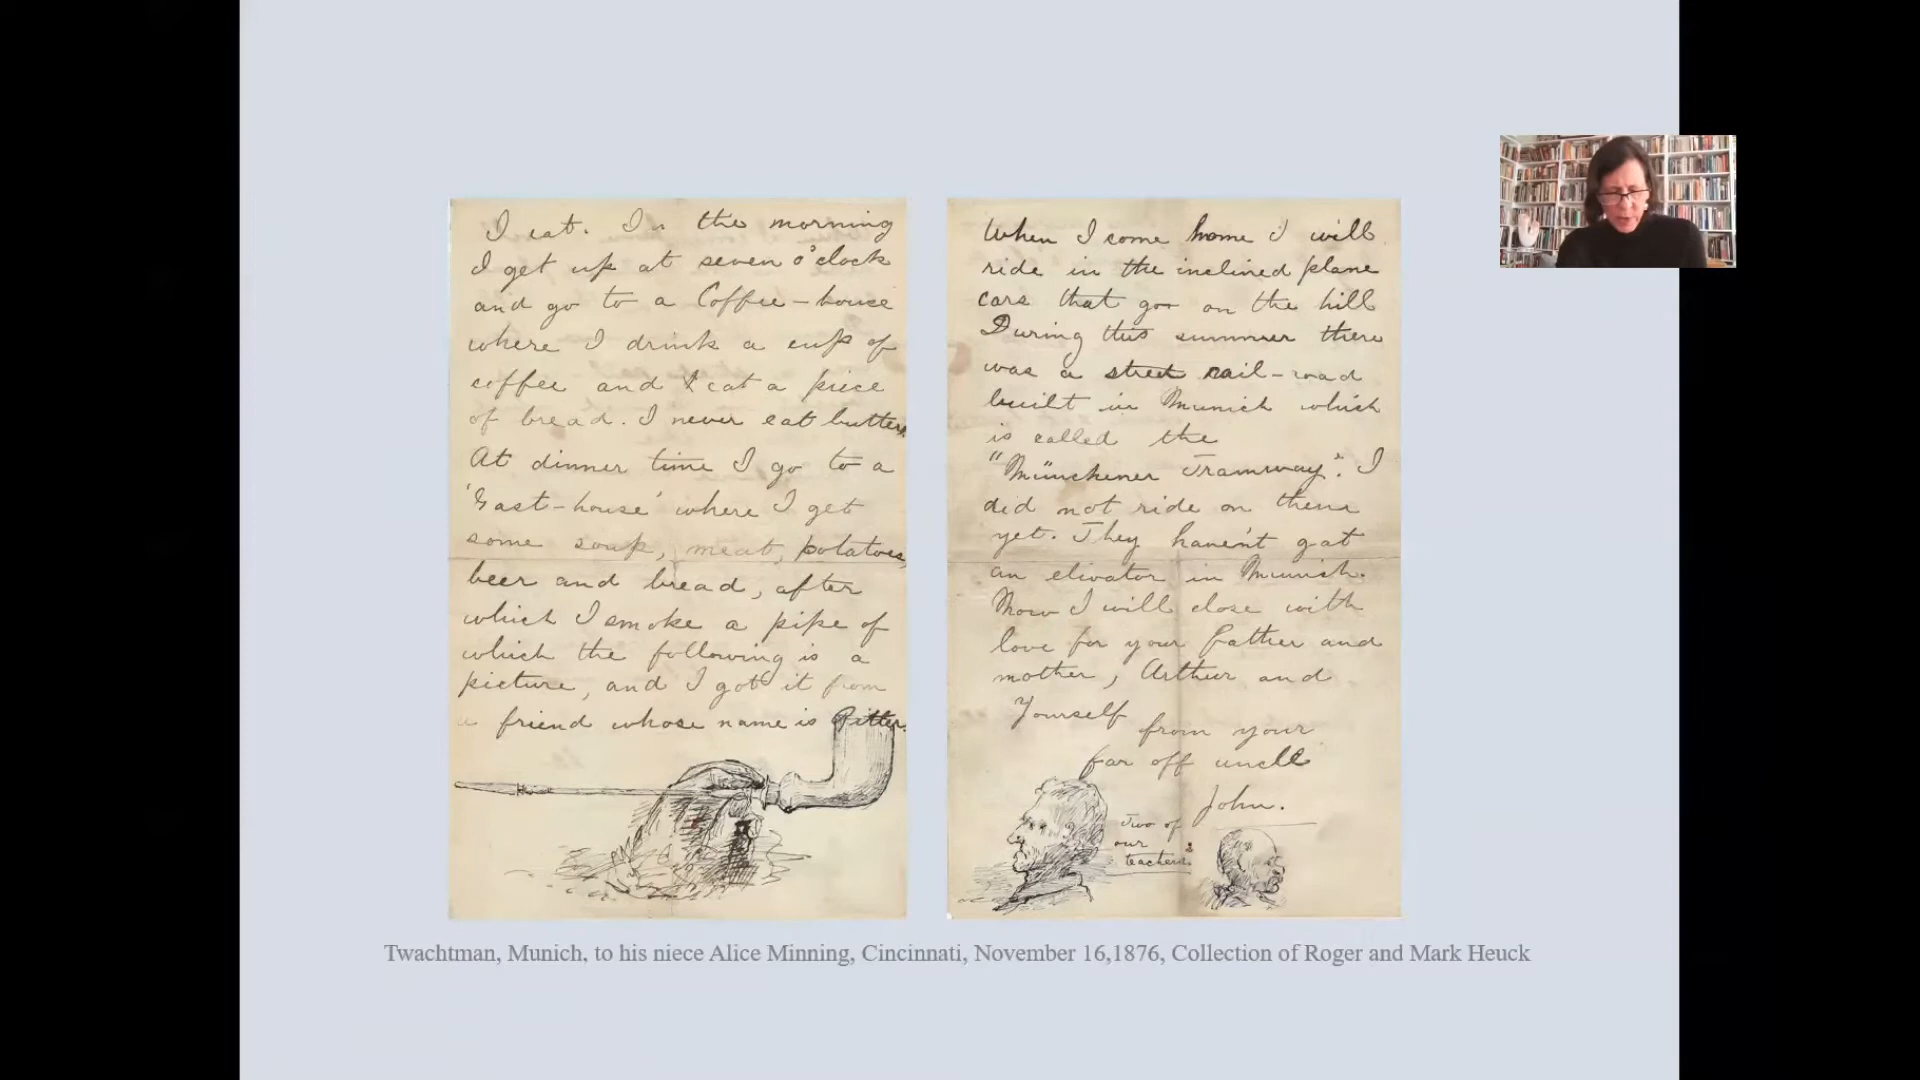 I eat. In the morning
I get up at seven o'clock
and go to a Coffee-house
where I drink a cup of
coffee and I eat a piece
of bread. I never eat butter.
At dinner time I go to a
'Gast-house' where I get
some soup, meat, potatoes,
beer and bread, after
which I smoke a pipe of
which the following is a
picture, and I got it from
a friend whose name is Ritter.
When I come home I will
ride in the inclined plane
cars that go on the hill
During this summer there
was a street rail-road
built in Munich which
is called the
"Münchener Tramway". I
did not ride on them
yet. They haven't got
an elivator in Munich.
Now I will close with
love for your father and
mother, Arthur and
Yourself
from your
far off uncle
John.
Two of
our
teachers
Twachtman, Munich, to his niece Alice Minning, Cincinnati, November 16,1876, Collection of Roger and Mark Heuck